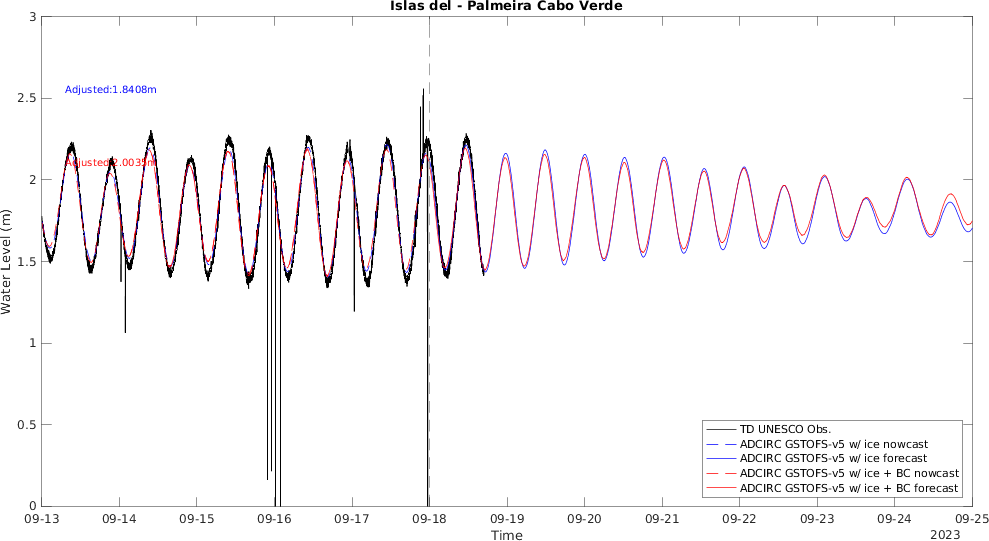 Islas del - Palmeira Cabo Verde
3
2.5
2
1.5
1
0.5
0
Water Level (m)
Adjusted:1.8408m
Adjusted:2.0035m
TD UNESCO Obs.
ADCIRC GSTOFS-v5 w/ ice nowcast
ADCIRC GSTOFS-v5 w/ ice forecast
ADCIRC GSTOFS-v5 w/ ice + BC nowcast
ADCIRC GSTOFS-v5 w/ ice + BC forecast
09-13 09-14 09-15 09-16 09-17 09-18 09-19 09-20 09-21 09-22 09-23 09-24 09-25
Time
2023